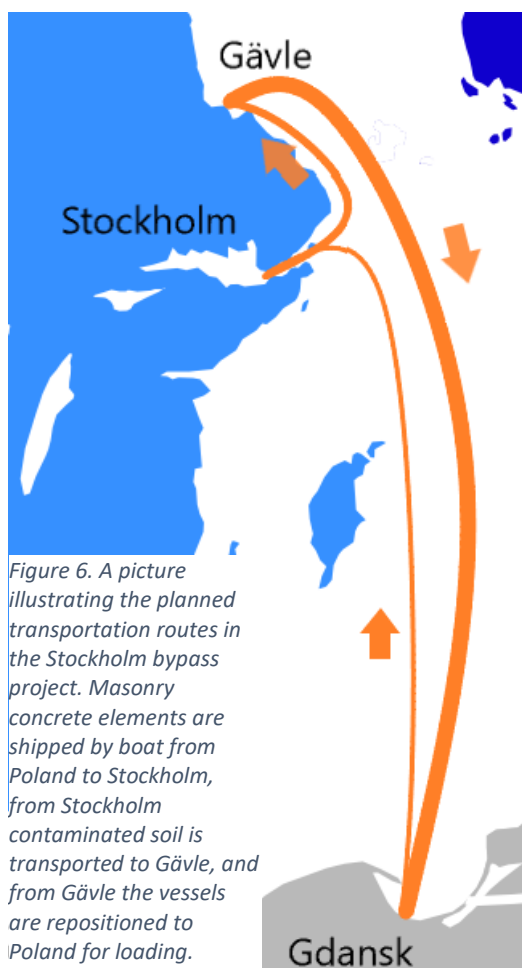 Gävle
Stockholm
Figure 6. A picture
illustrating the planned
transportation routes in
the Stockholm bypass
project. Masonry
concrete elements are
shipped by boat from
Poland to Stockholm,
from Stockholm
contaminated soil is
transported to Gävle, and
from Gävle the vessels
are repositioned to
Poland for loading.
Gdansk